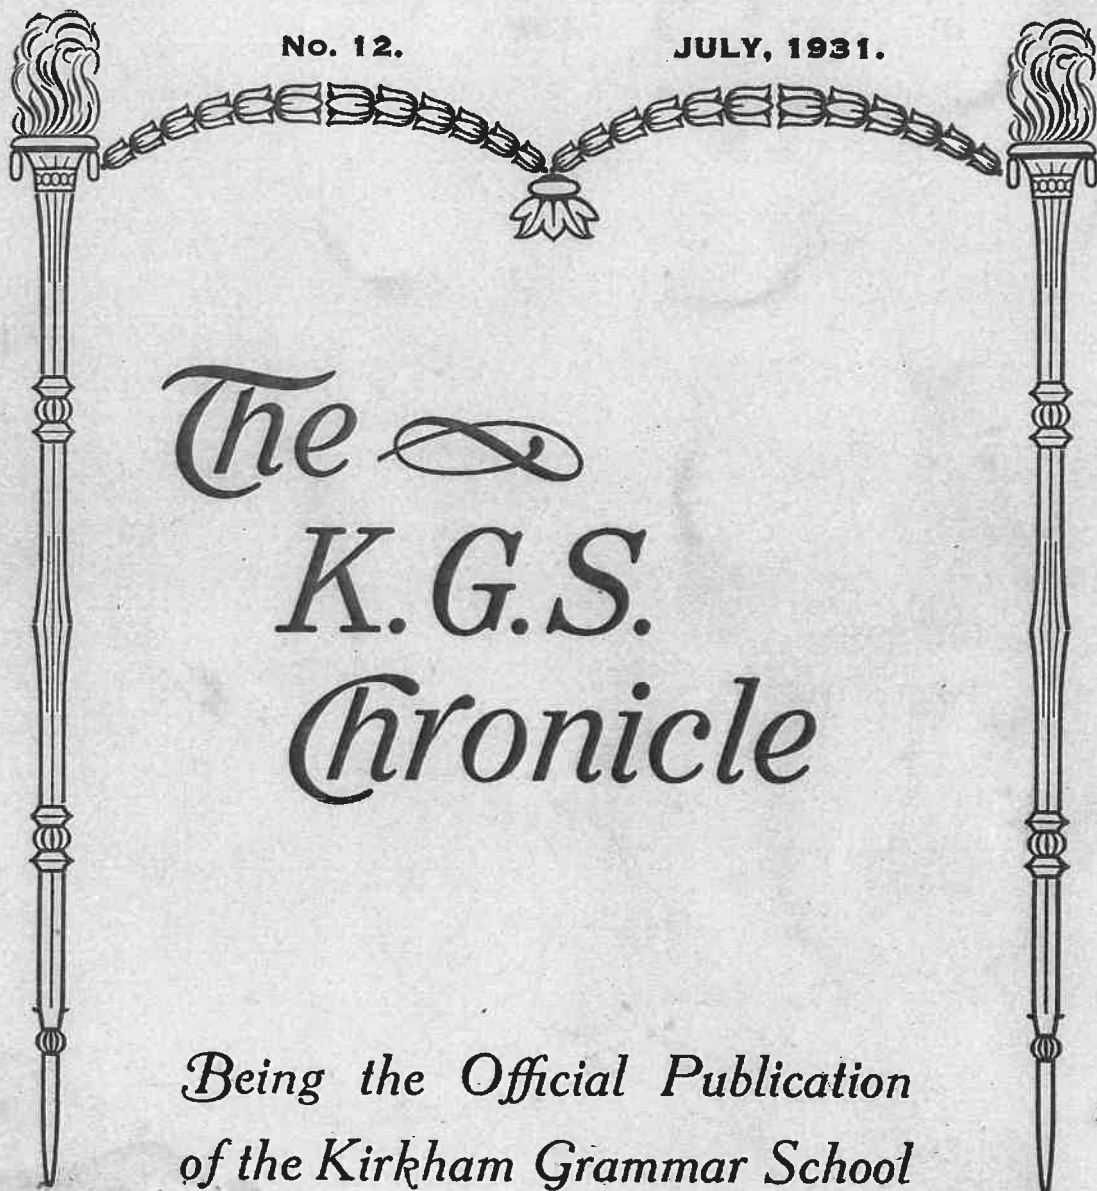 No. 12. JULY, 1931.
The
K.G.S.
Chronicle
Being the Official Publication
of the Kirkham Grammar School